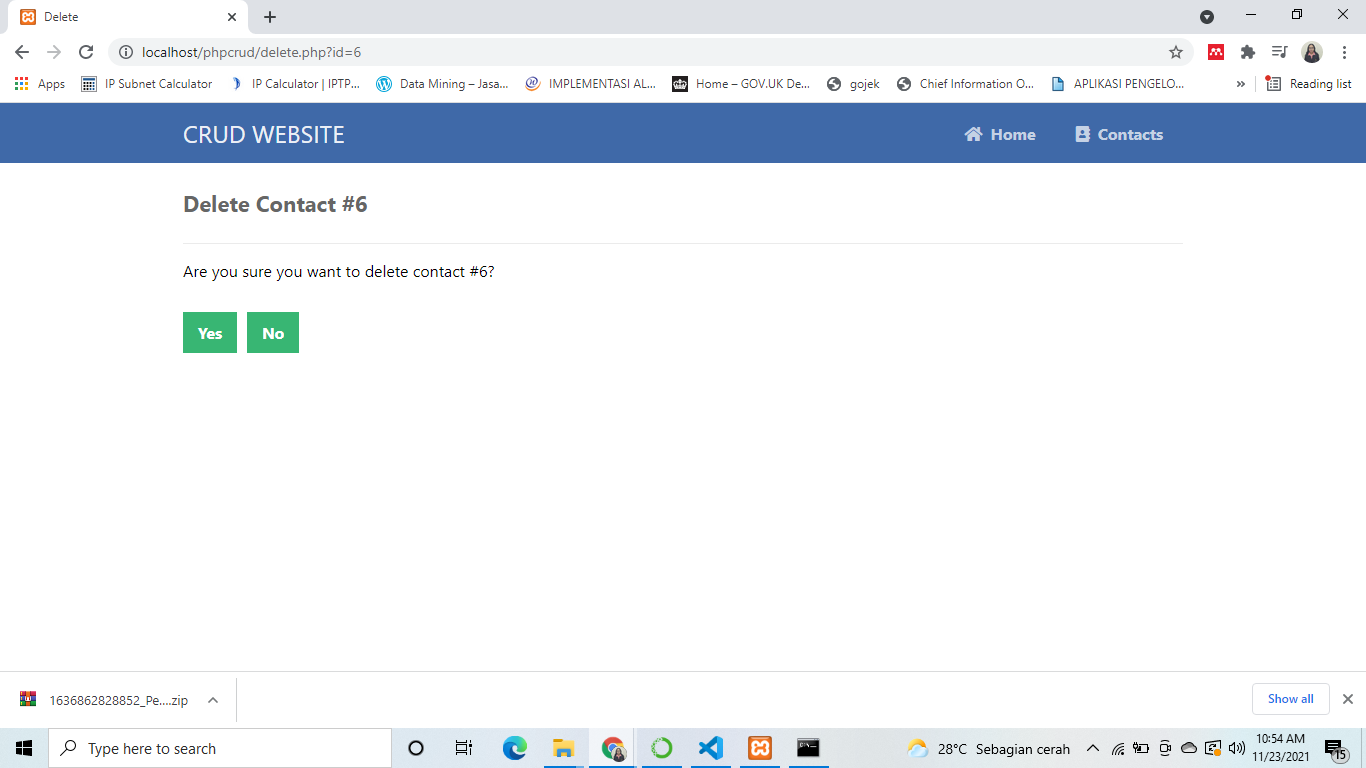 Delete
localhost/phpcrud/delete.php?id=6
Apps IP Subnet Calculator IP Calculator | IPTP... Data Mining – Jasa... IMPLEMENTASI AL... Home – GOV.UK De... gojek Chief Information O... APLIKASI PENGELO... » Reading list
CRUD WEBSITE Home Contacts
Delete Contact #6
Are you sure you want to delete contact #6?
Yes No
1636862828852_Pe....zip Show all
Type here to search 28°C Sebagian cerah 10:54 AM
11/23/2021 15